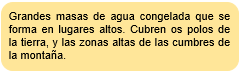 Grandes masas de agua congelada que se
forma en lugares altos. Cubren os polos de
la tierra, y las zonas altas de las cumbres de
la montaña.